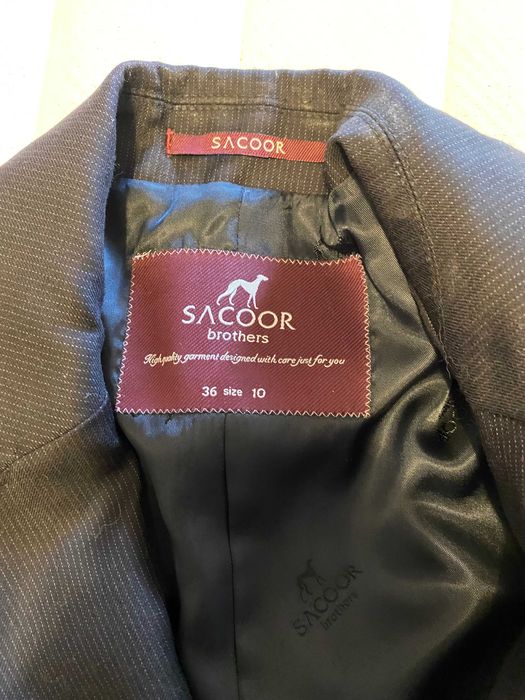 SACOOR
SACOOR
brothers
High quality garment designed with care just for you
36 size 10
SACOOR
brothers